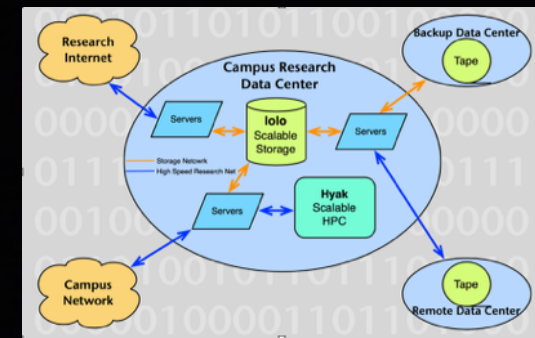 Research
Internet
Backup Data Center
Tape
Campus Research
Data Center
Servers
lolo
Scalable
Storage
Servers
Storage Netowrk
High Speed Research Net
Servers
Hyak
Scalable
HPC
Campus
Network
Tape
Remote Data Center